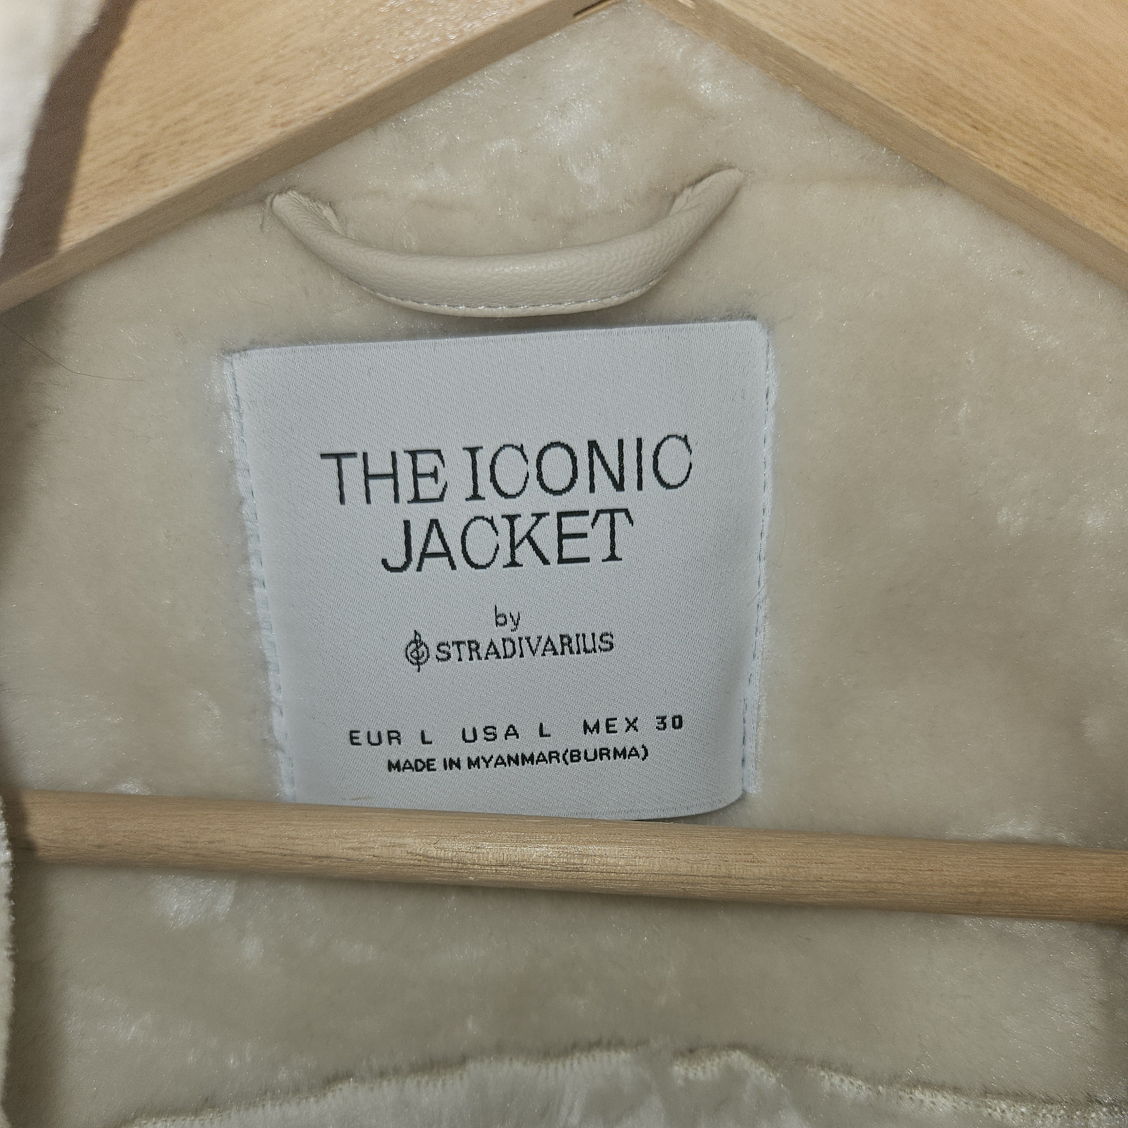 THE ICONIC
JACKET
by
STRADIVARIUS
EUR L USA L MEX 30
MADE IN MYANMAR(BURMA)